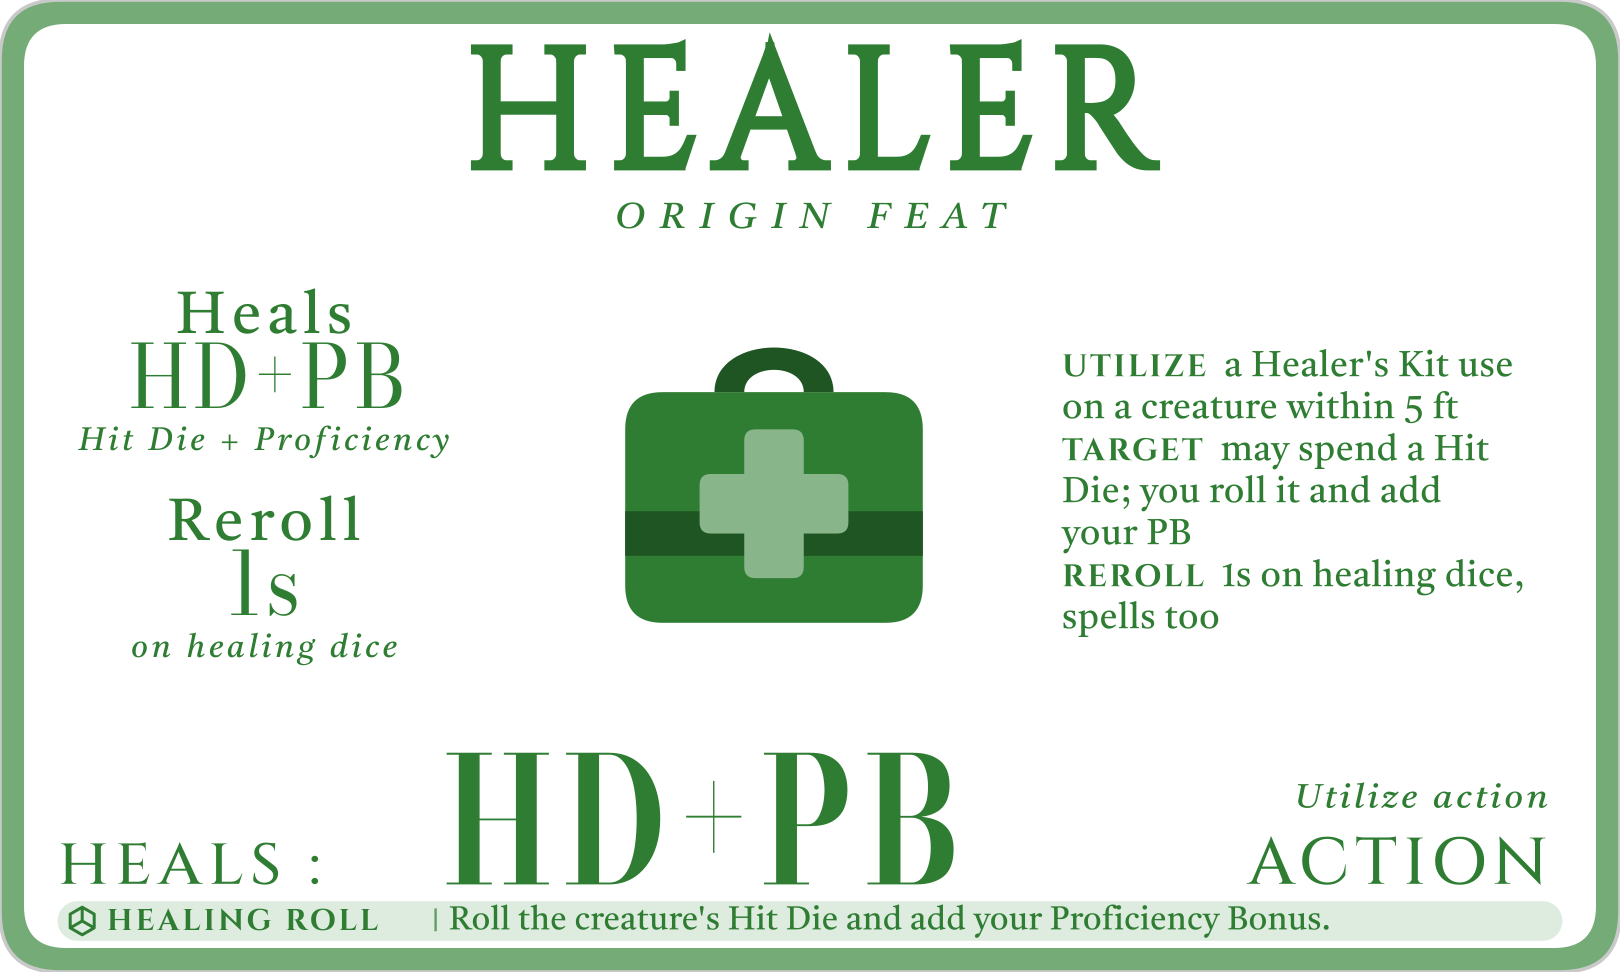 HEALER
ORIGIN FEAT
Heals
HD+PB
Hit Die + Proficiency
Reroll
1s
on healing dice
UTILIZE a Healer's Kit use
on a creature within 5 ft
TARGET may spend a Hit
Die; you roll it and add
your PB
REROLL 1s on healing dice,
spells too
HEALS :
HD+PB
Utilize action
ACTION
HEALING ROLL | Roll the creature's Hit Die and add your Proficiency Bonus.